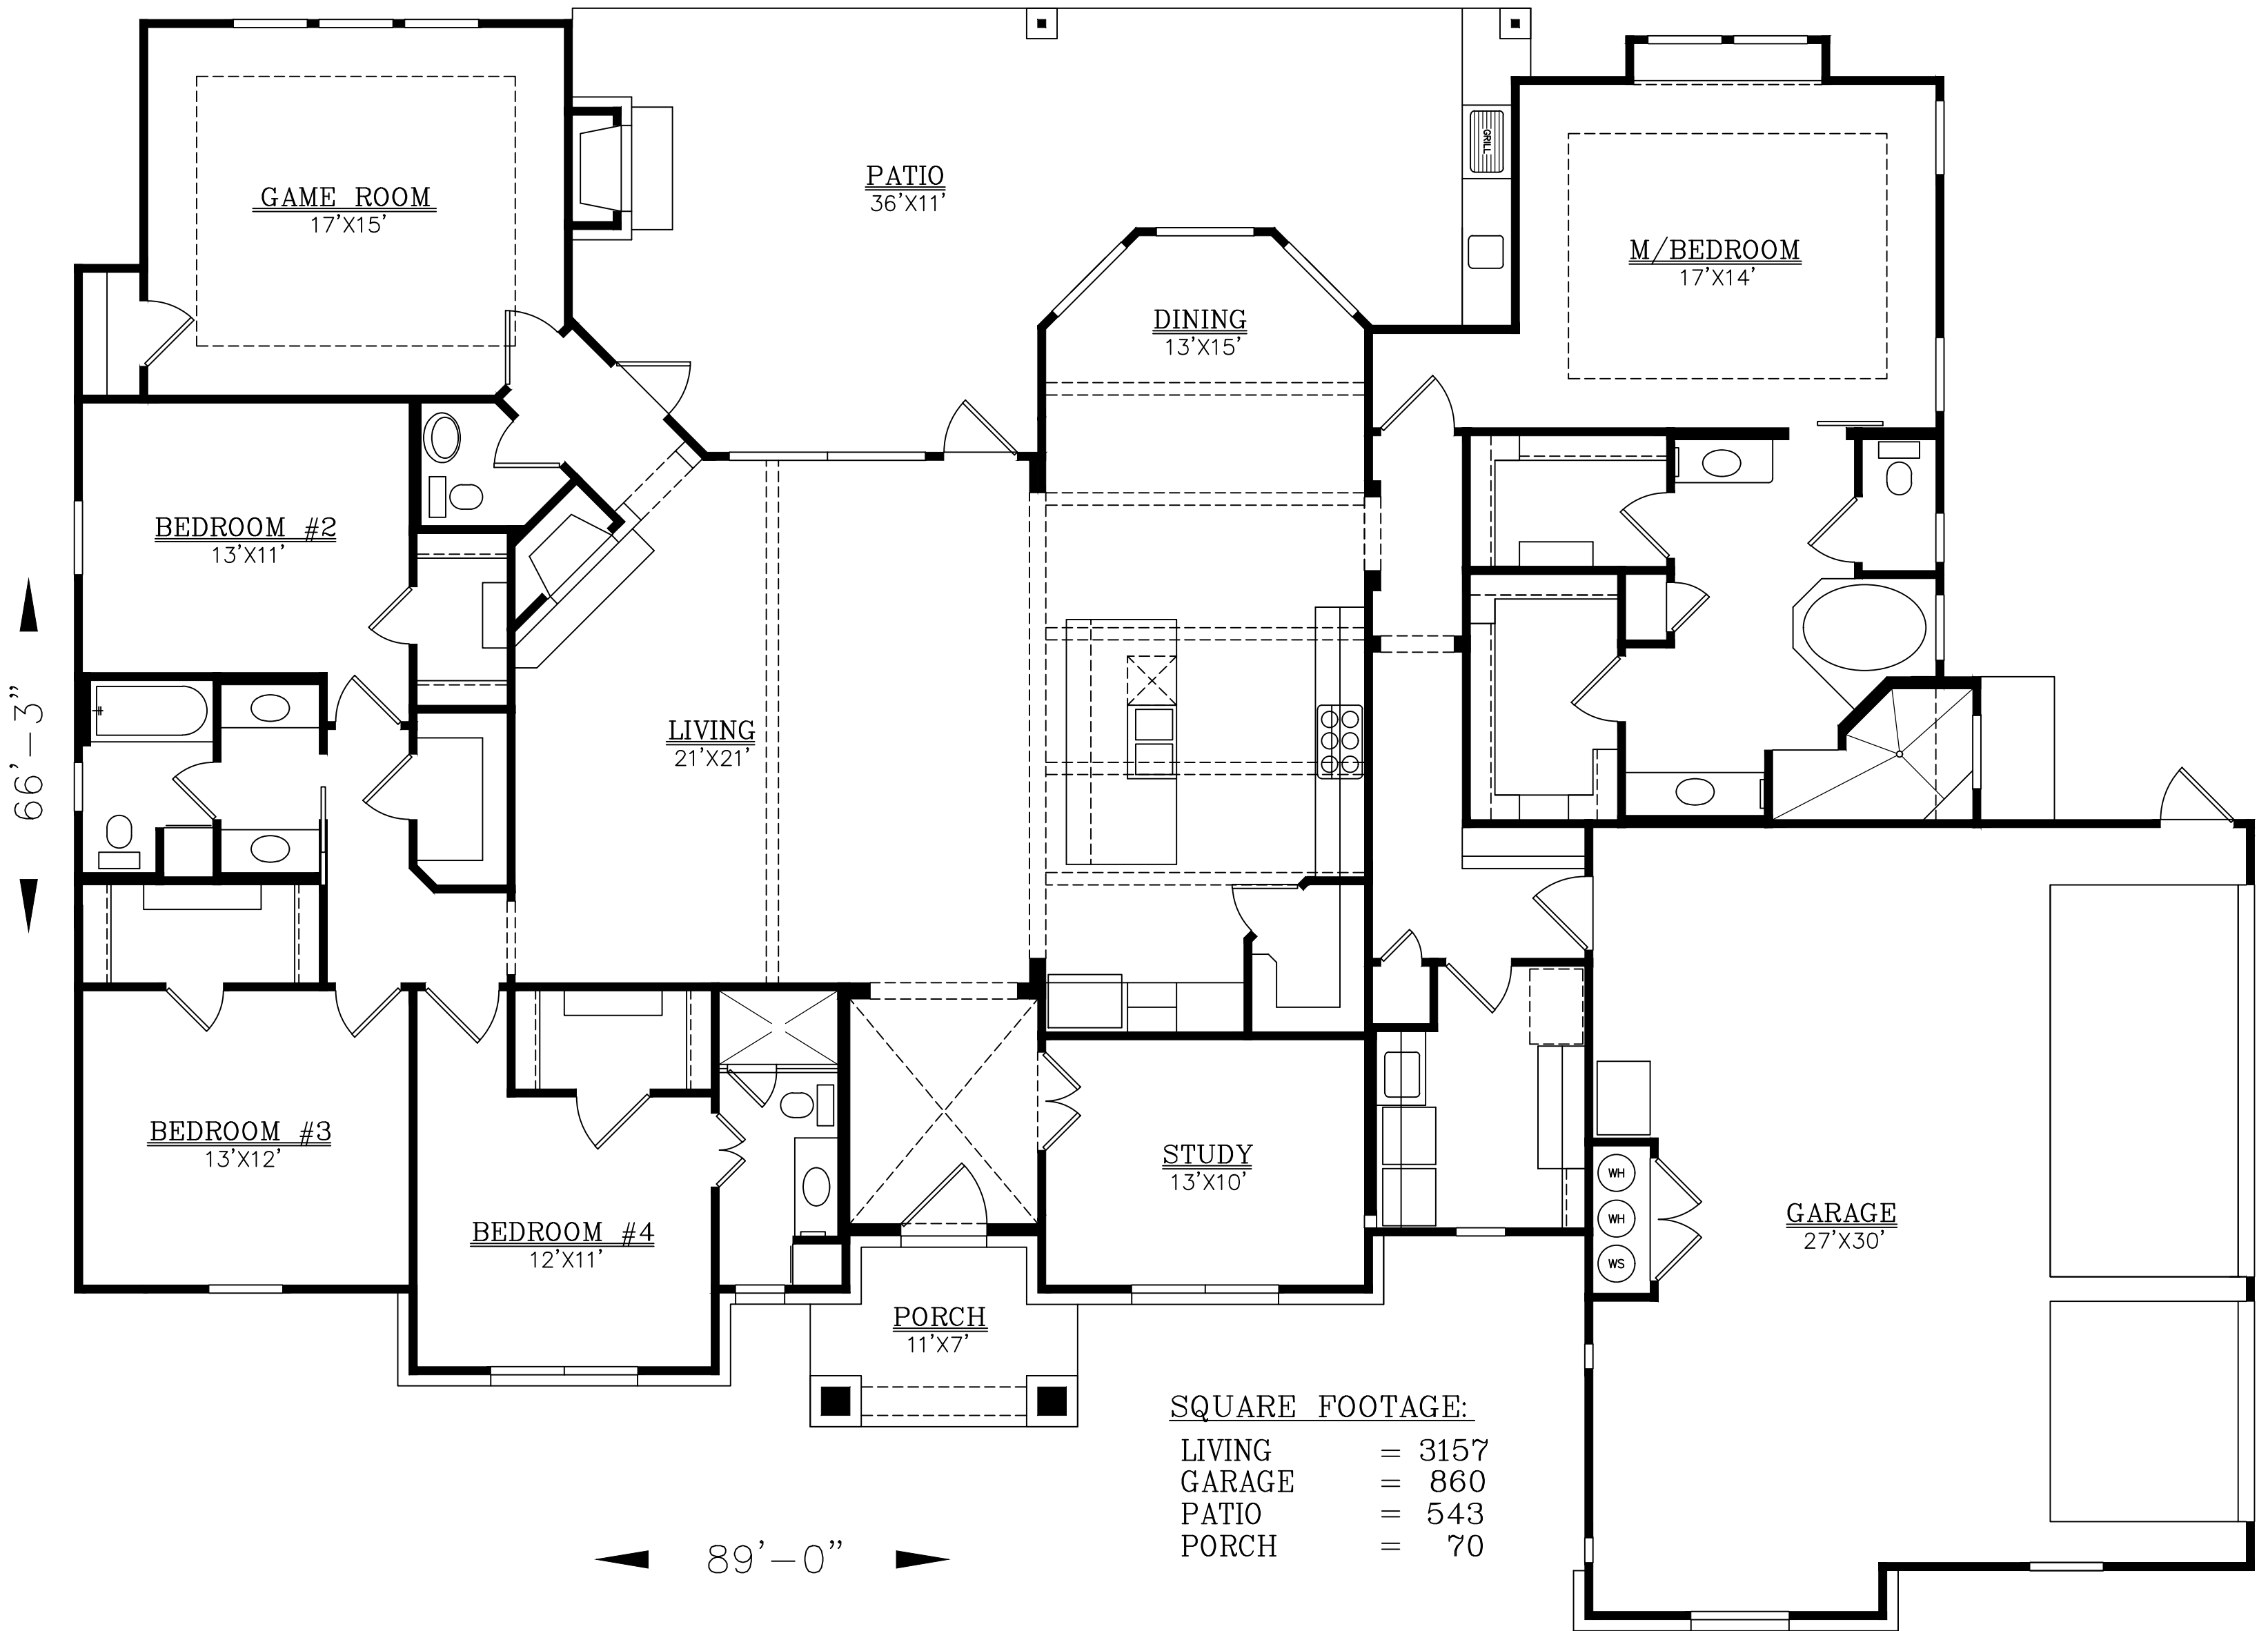 GAME ROOM
17'X15'
PATIO
36'X11'
GRILL
M/BEDROOM
17'X14'
DINING
13'X15'
BEDROOM #2
13'X11'
66'-3"
LIVING
21'X21'
BEDROOM #3
13'X12'
BEDROOM #4
12'X11'
STUDY
13'X10'
WH
WH
WS
GARAGE
27'X30'
PORCH
11'X7'
SQUARE FOOTAGE:
LIVING = 3157
GARAGE = 860
PATIO = 543
PORCH = 70
89'-0"